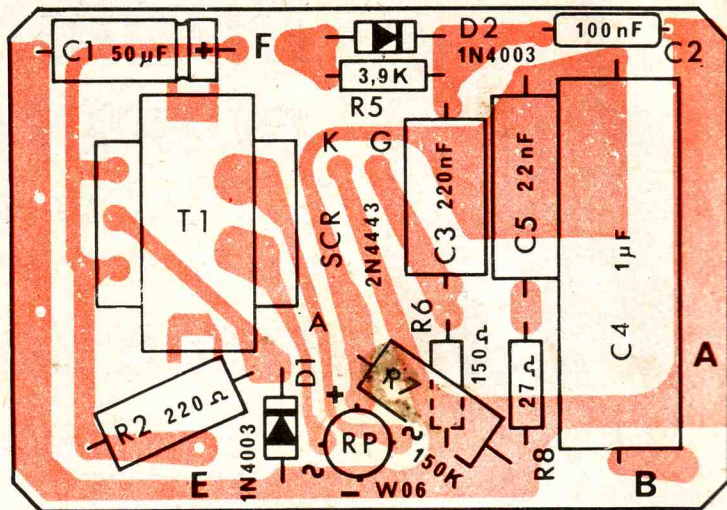 C1 50µF +
F
D2
1N4003
100nF
C2
3,9K
R5
K G
T1
SCR
2N4443
A
C3 220nF
C5 22nF
C4 1µF
A
R2 220Ω
D1
1N4003
+
~ RP ~
-
W06
R7
150K
R6
150Ω
27Ω
R8
E
B